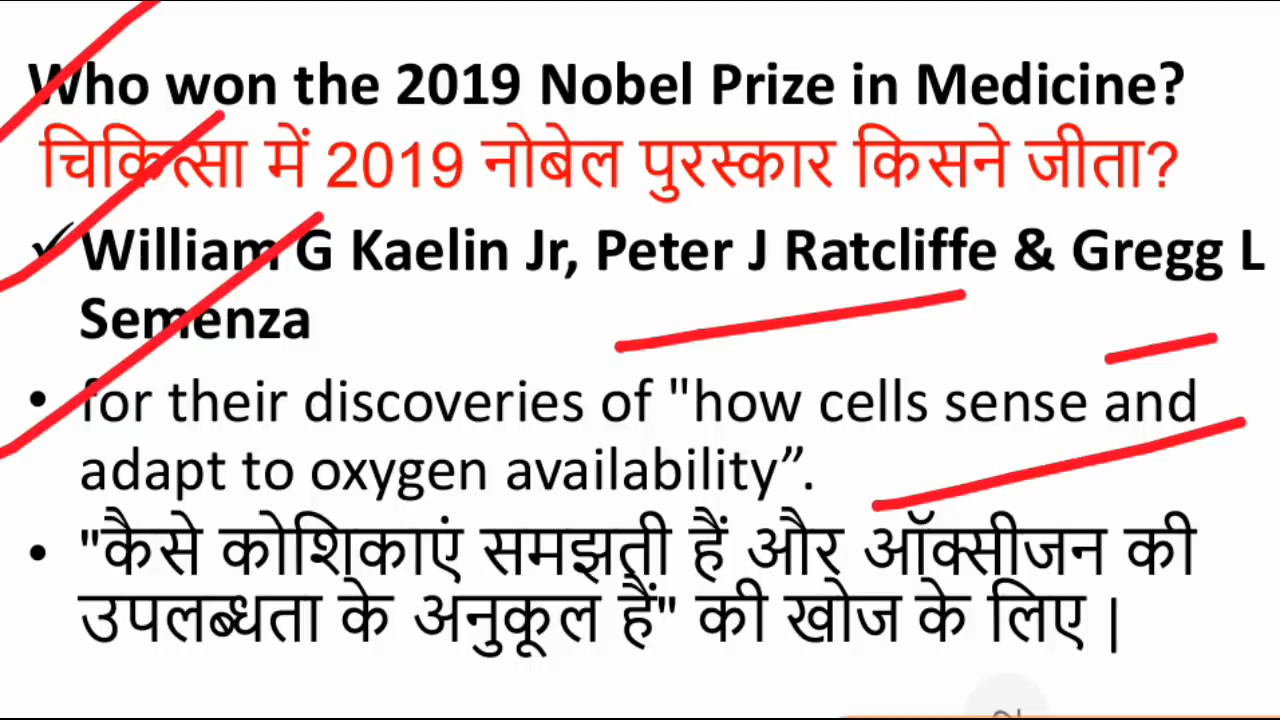 Who won the 2019 Nobel Prize in Medicine?
चिकित्सा में 2019 नोबेल पुरस्कार किसने जीता?
✓ William G Kaelin Jr, Peter J Ratcliffe & Gregg L
Semenza
• for their discoveries of "how cells sense and
adapt to oxygen availability”.
• "कैसे कोशिकाएं समझती हैं और ऑक्सीजन की
उपलब्धता के अनुकूल हैं" की खोज के लिए |